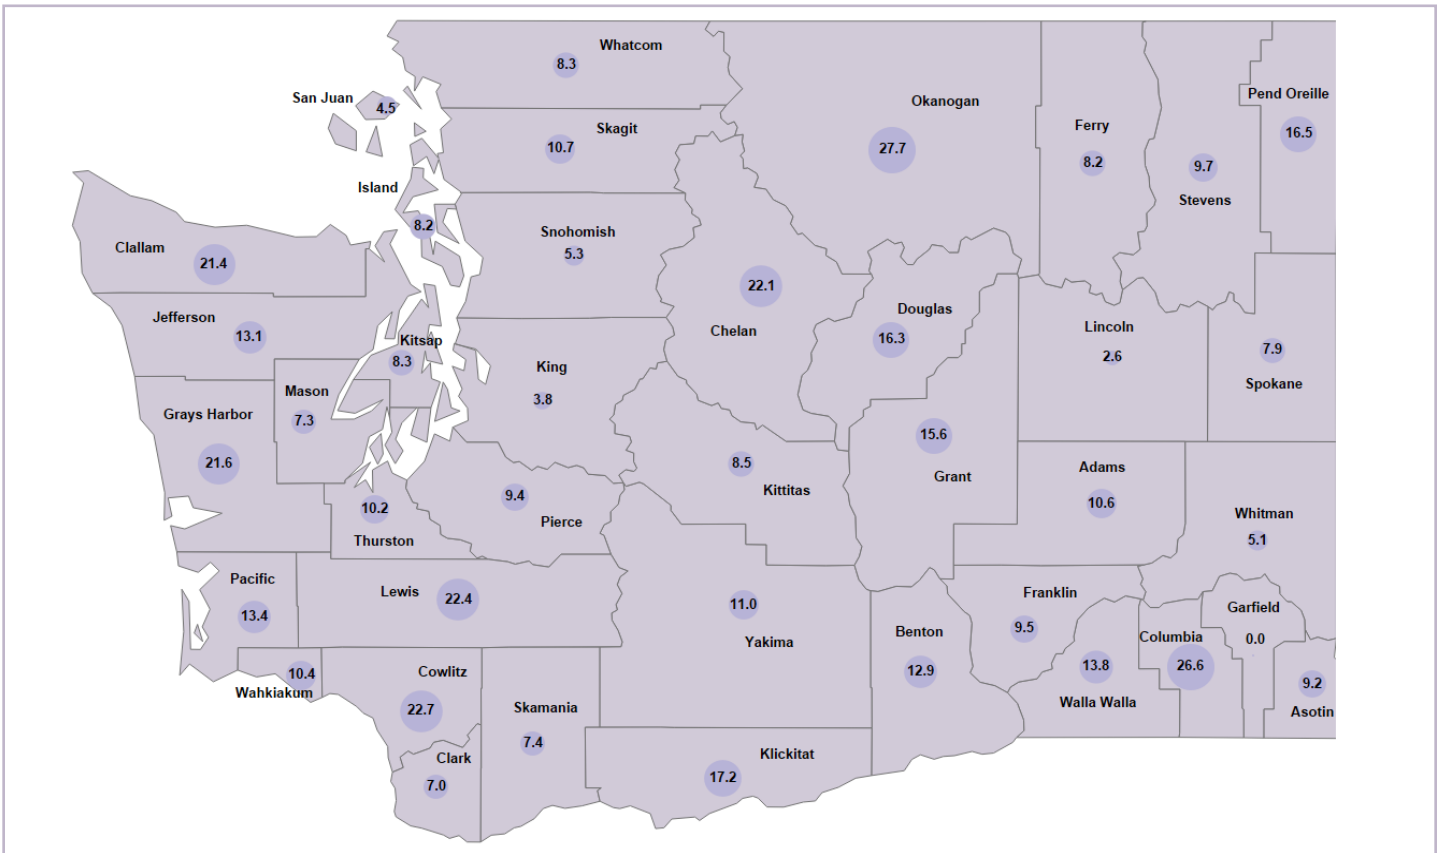 Whatcom
8.3
San Juan
4.5
Skagit
10.7
Okanogan
27.7
Ferry
8.2
Stevens
9.7
Pend Oreille
16.5
Island
8.2
Snohomish
5.3
Clallam
21.4
Chelan
22.1
Jefferson
13.1
Kitsap
8.3
Douglas
16.3
Lincoln
2.6
Spokane
7.9
King
3.8
Mason
7.3
Grays Harbor
21.6
Grant
15.6
Kittitas
8.5
Adams
10.6
Whitman
5.1
Pierce
9.4
Thurston
10.2
Pacific
13.4
Lewis
22.4
Yakima
11.0
Benton
12.9
Franklin
9.5
Walla Walla
13.8
Columbia
26.6
Garfield
0.0
Asotin
9.2
Wahkiakum
10.4
Cowlitz
22.7
Skamania
7.4
Clark
7.0
Klickitat
17.2